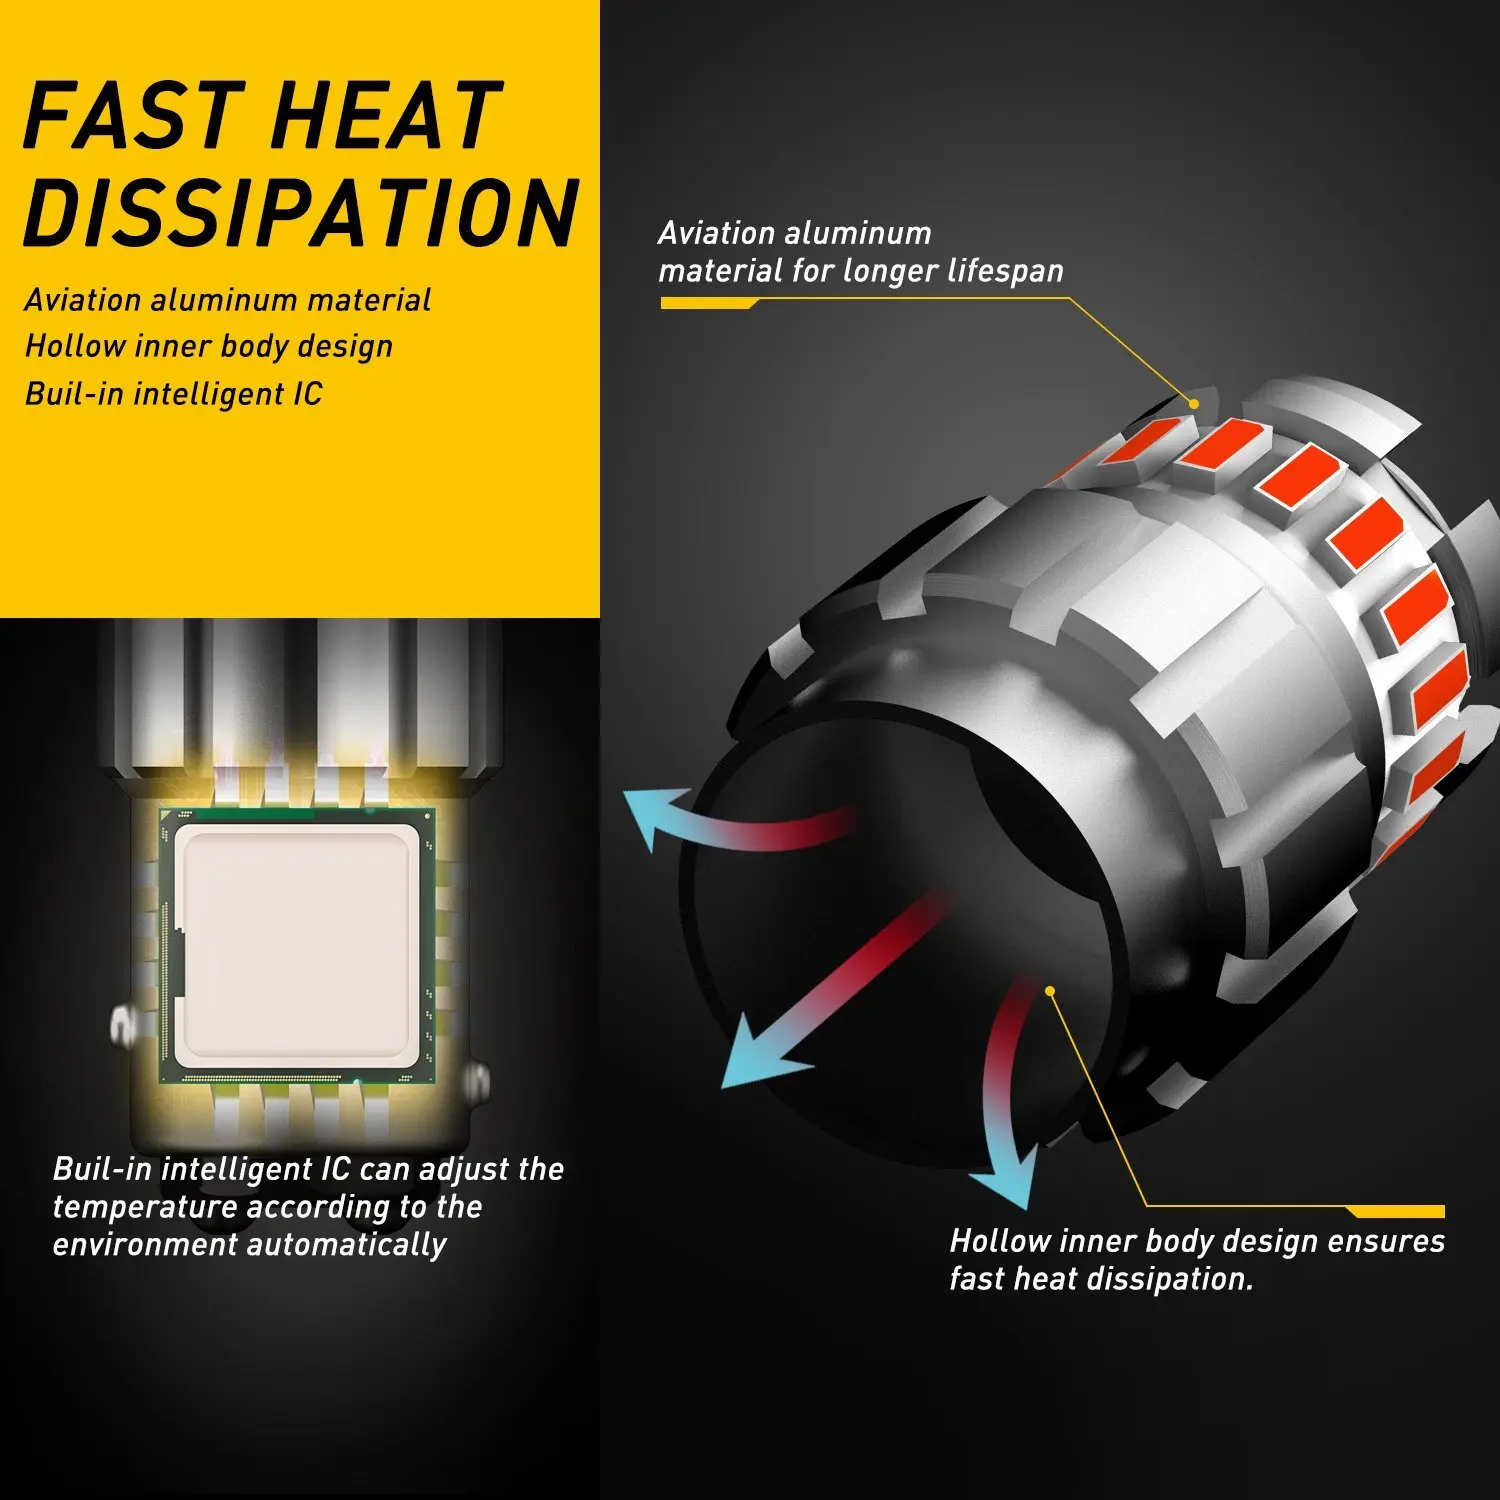 FAST HEAT
DISSIPATION
Aviation aluminum material
Hollow inner body design
Buil-in intelligent IC
Aviation aluminum
material for longer lifespan
Buil-in intelligent IC can adjust the
temperature according to the
environment automatically
Hollow inner body design ensures
fast heat dissipation.